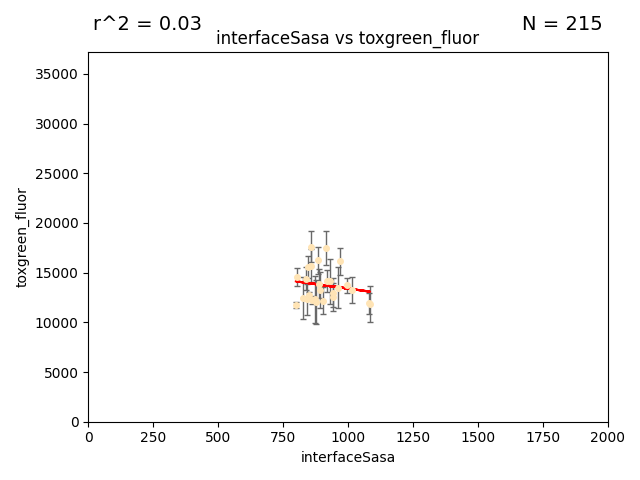 r^2 = 0.03
N = 215
interfaceSasa vs toxgreen_fluor
35000
30000
25000
20000
15000
10000
5000
0
toxgreen_fluor
0 250 500 750 1000 1250 1500 1750 2000
interfaceSasa